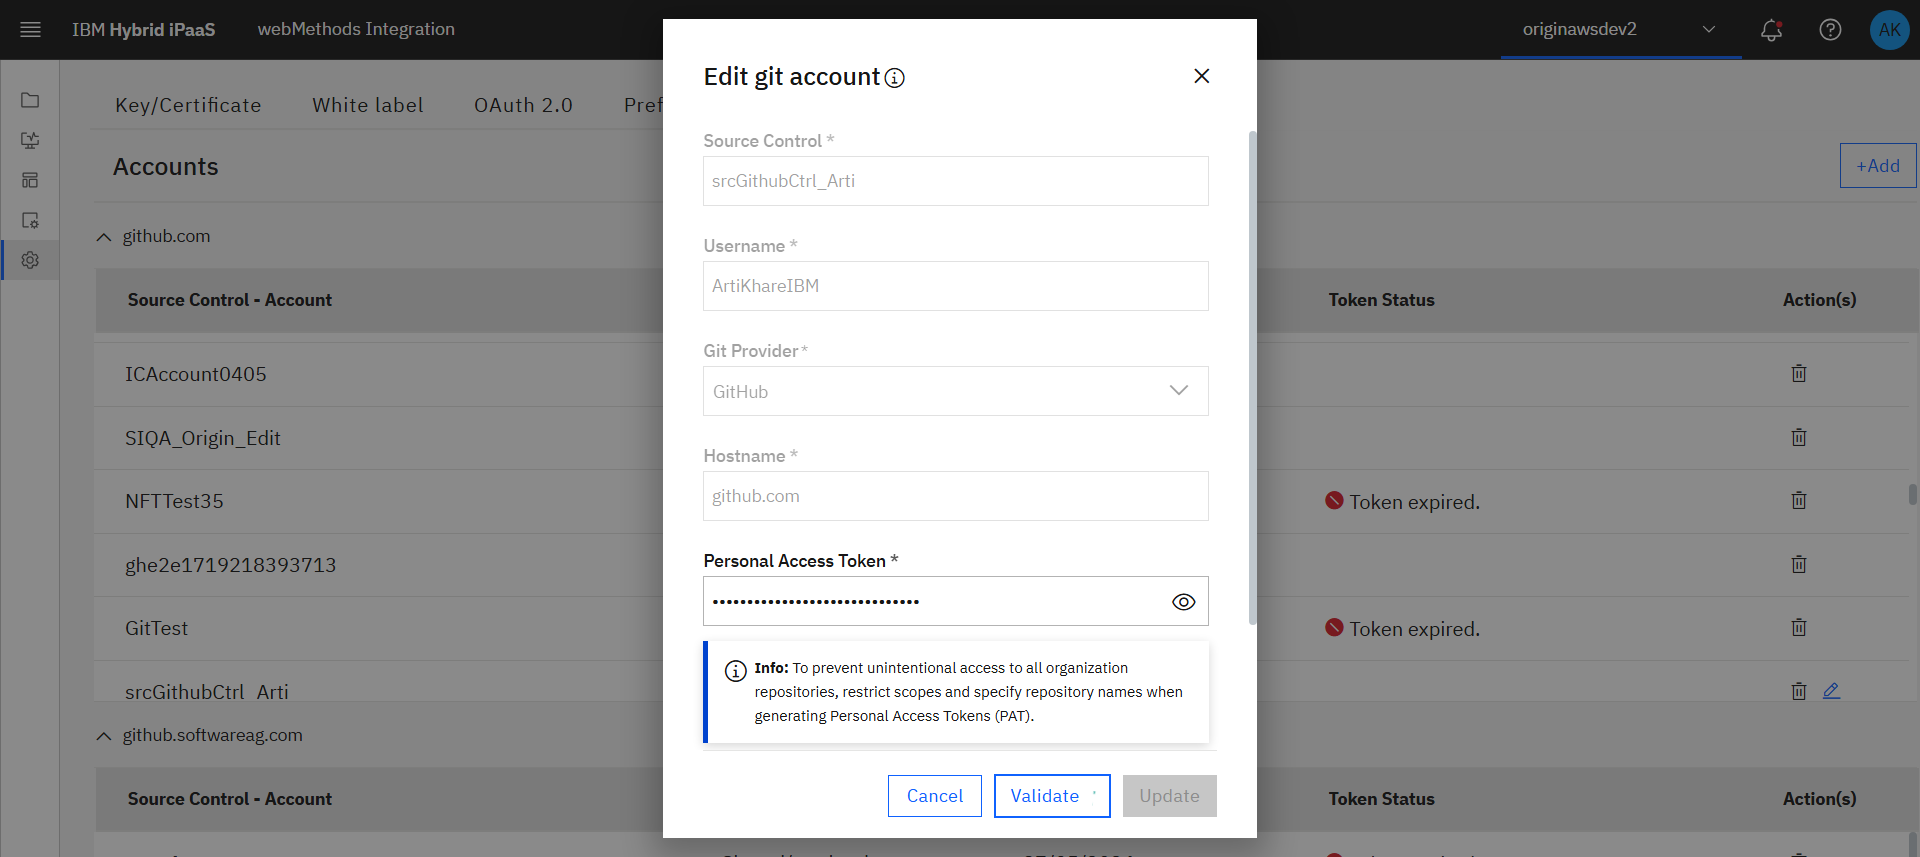 IBM Hybrid iPaaS
webMethods Integration
originawsdev2
AK
Key/Certificate
White label
OAuth 2.0
Pref
Accounts
+Add
github.com
Source Control - Account
Token Status
Action(s)
ICAccount0405
SIQA_Origin_Edit
NFTTest35
Token expired.
ghe2e1719218393713
GitTest
Token expired.
srcGithubCtrl_Arti
github.softwareag.com
Source Control - Account
Token Status
Action(s)
Edit git account
Source Control *
srcGithubCtrl_Arti
Username *
ArtiKhareIBM
Git Provider*
GitHub
Hostname *
github.com
Personal Access Token *
••••••••••••••••••••••••••••••
Info: To prevent unintentional access to all organization
repositories, restrict scopes and specify repository names when
generating Personal Access Tokens (PAT).
Cancel
Validate
Update